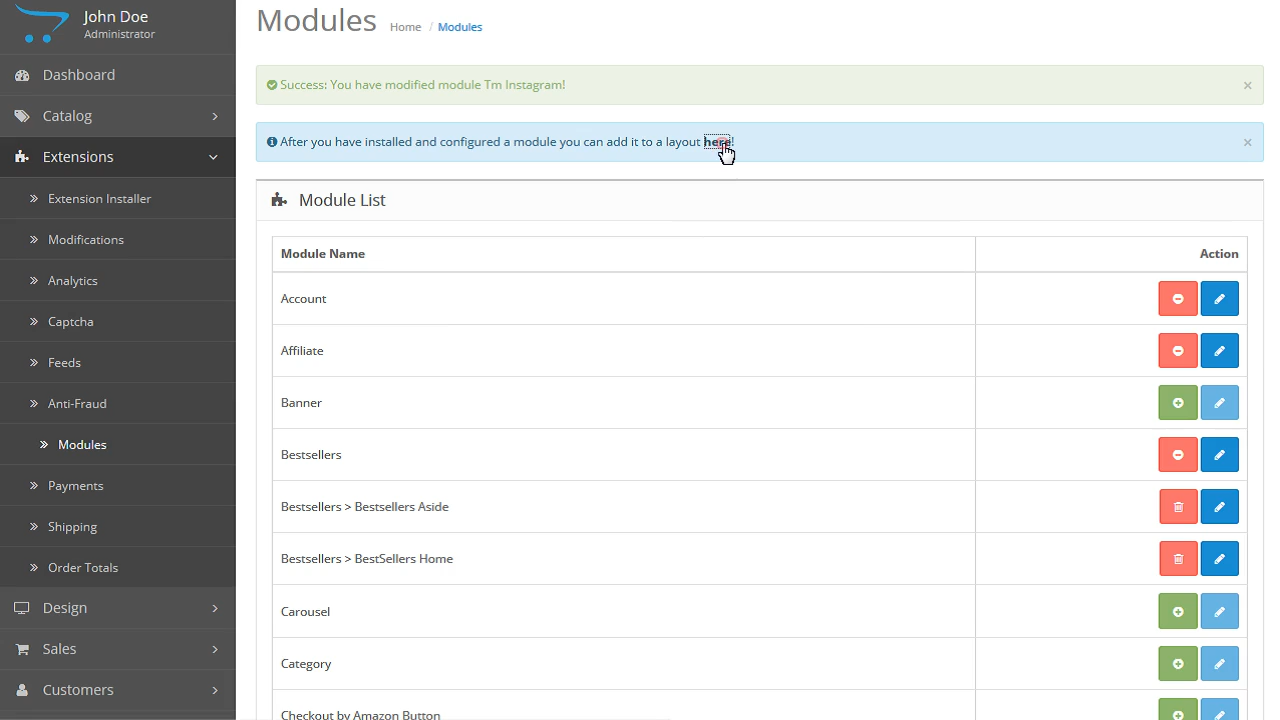 John Doe
Administrator
Dashboard
Catalog
Extensions
Extension Installer
Modifications
Analytics
Captcha
Feeds
Anti-Fraud
Modules
Payments
Shipping
Order Totals
Design
Sales
Customers
Modules Home / Modules
Success: You have modified module Tm Instagram! ×
After you have installed and configured a module you can add it to a layout here! ×
Module List
Module Name Action
Account
Affiliate
Banner
Bestsellers
Bestsellers > Bestsellers Aside
Bestsellers > BestSellers Home
Carousel
Category
Checkout by Amazon Button